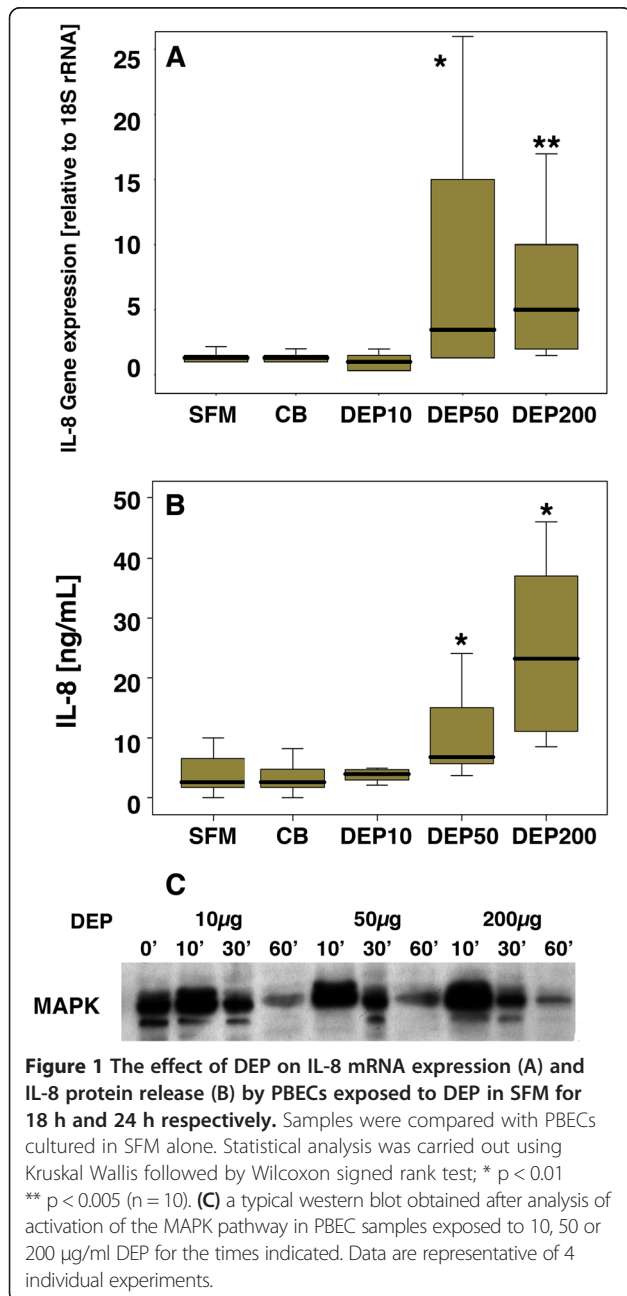 A
IL-8 Gene expression [relative to 18S rRNA)
25
20
15
10
5
0
*
**
SFM CB DEP10 DEP50 DEP200
B
IL-8 [ng/mL]
50
40
30
20
10
0
*
*
SFM CB DEP10 DEP50 DEP200
C
DEP 10µg 50µg 200µg
0’ 10’ 30’ 60’ 10’ 30’ 60’ 10’ 30’ 60’
MAPK
Figure 1 The effect of DEP on IL-8 mRNA expression (A) and
IL-8 protein release (B) by PBECs exposed to DEP in SFM for
18 h and 24 h respectively. Samples were compared with PBECs
cultured in SFM alone. Statistical analysis was carried out using
Kruskal Wallis followed by Wilcoxon signed rank test; * p < 0.01
** p < 0.005 (n = 10). (C) a typical western blot obtained after analysis of
activation of the MAPK pathway in PBEC samples exposed to 10, 50 or
200 µg/ml DEP for the times indicated. Data are representative of 4
individual experiments.